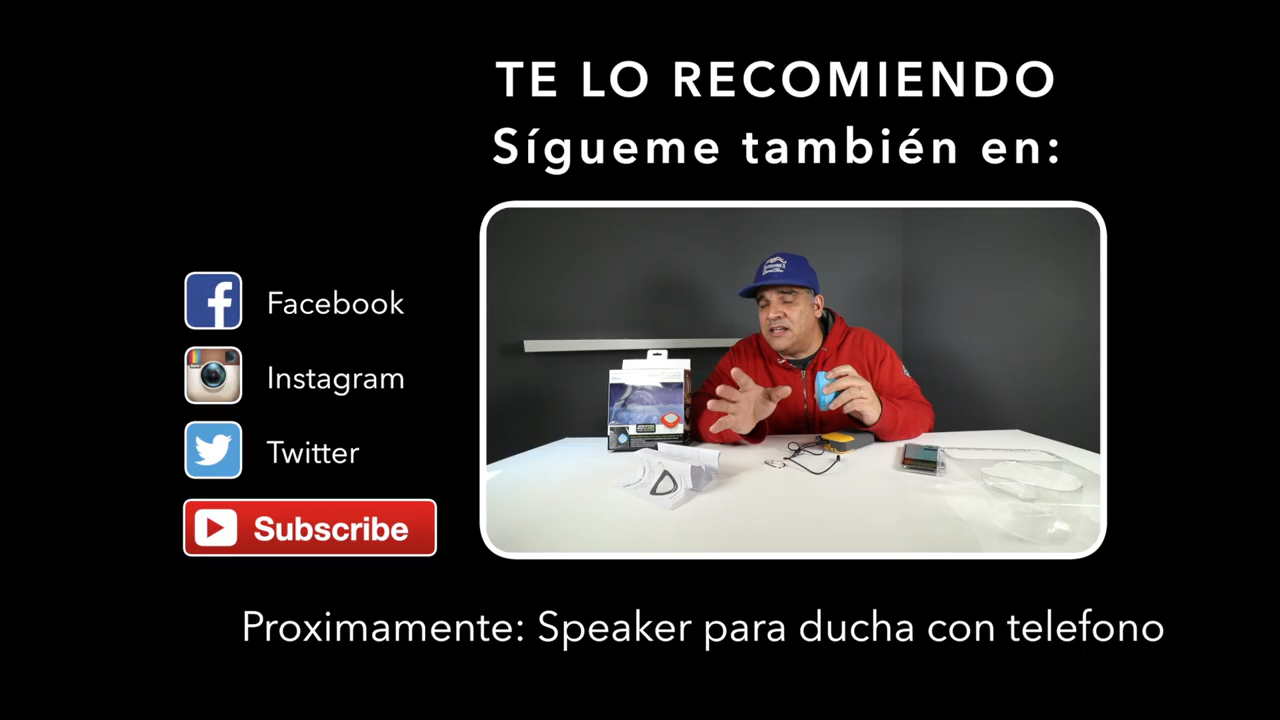 TE LO RECOMIENDO
Sígueme también en:
Facebook
Instagram
Twitter
Subscribe
Proximamente: Speaker para ducha con telefono